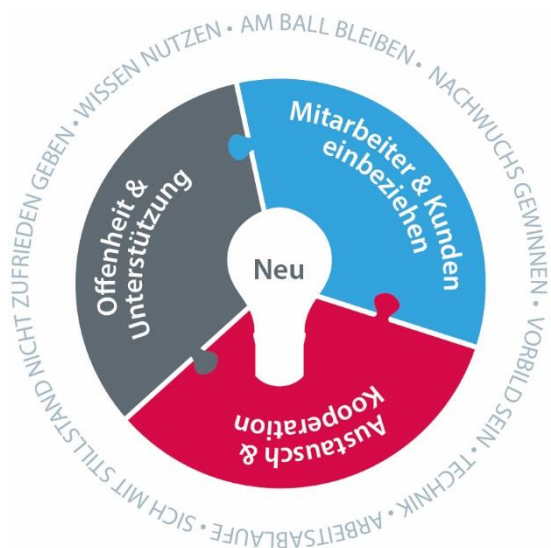 SICH MIT STILLSTAND NICHT ZUFRIEDEN GEBEN • WISSEN NUTZEN • AM BALL BLEIBEN • NACHWUCHS GEWINNEN • VORBILD SEIN • TECHNIK • ARBEITSABLÄUFE •
Mitarbeiter & Kunden
einbeziehen
Offenheit &
Unterstützung
Neu
Austausch &
Kooperation